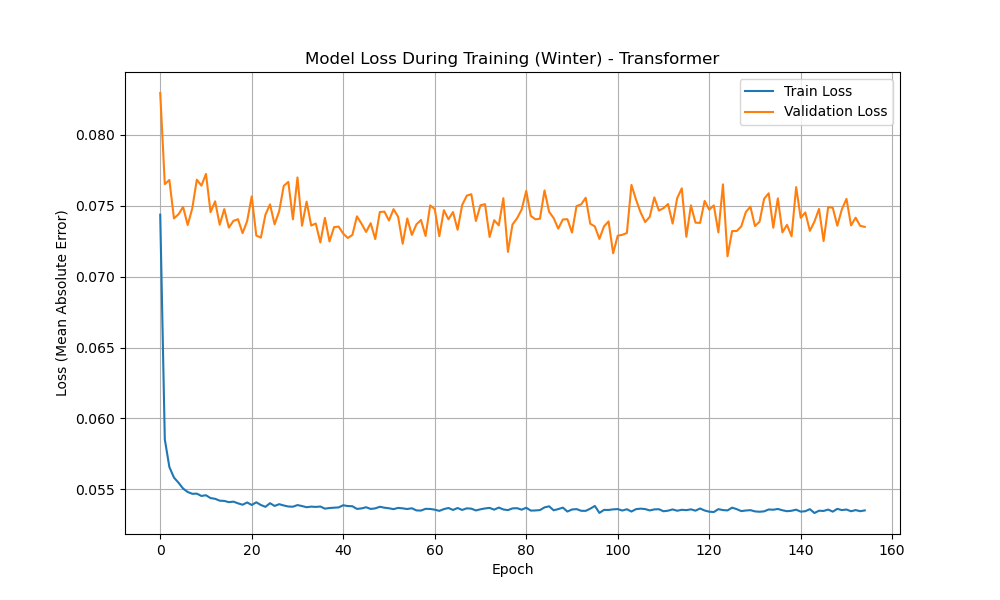 Model Loss During Training (Winter) - Transformer
Train Loss
Validation Loss
Loss (Mean Absolute Error)
0.080
0.075
0.070
0.065
0.060
0.055
0 20 40 60 80 100 120 140 160
Epoch